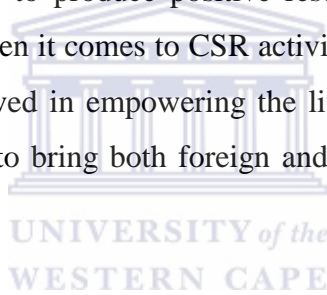 to produce positive res
en it comes to CSR activi
ved in empowering the li
to bring both foreign and
UNIVERSITY of the
WESTERN CAPE